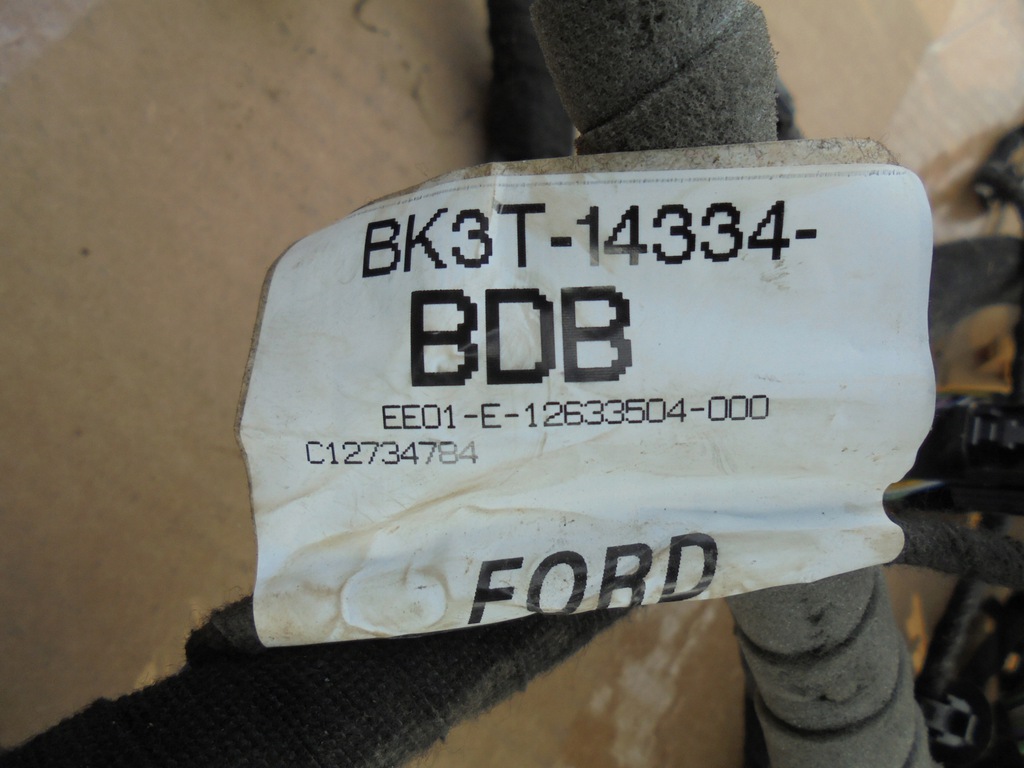 BK3T-14334-
BDB
EE01-E-12633504-000
C12734784
FORD